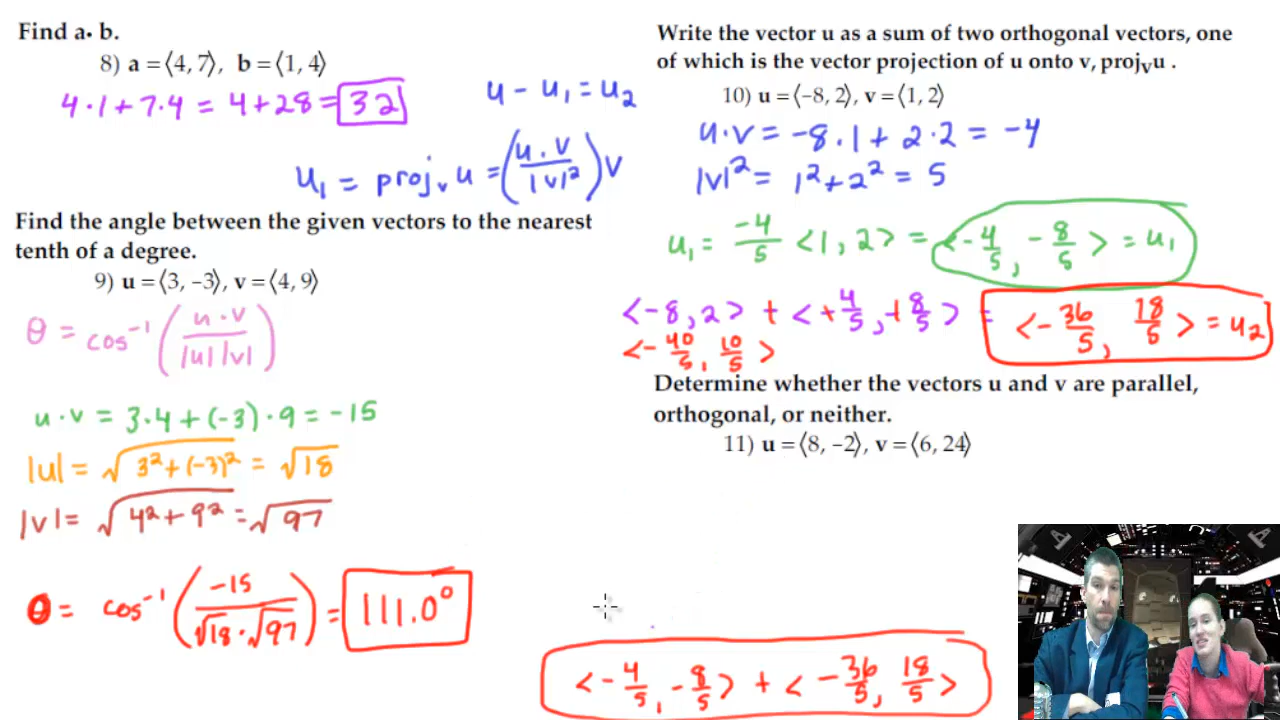 Find a• b.
8) a = ⟨4, 7⟩, b = ⟨1, 4⟩
4·1 + 7·4 = 4 + 28 = 32
u - u₁ = u₂
u₁ = projᵥ u = (u · v / |v|²) v
Find the angle between the given vectors to the nearest
tenth of a degree.
9) u = ⟨3, −3⟩, v = ⟨4, 9⟩
θ = cos⁻¹ (u · v / |u| |v|)
u · v = 3·4 + (-3)·9 = -15
|u| = √(3² + (-3)²) = √18
|v| = √(4² + 9²) = √97
θ = cos⁻¹ (-15 / √18 · √97) = 111.0°
Write the vector u as a sum of two orthogonal vectors, one
of which is the vector projection of u onto v, projᵥu .
10) u = ⟨−8, 2⟩, v = ⟨1, 2⟩
u · v = -8 · 1 + 2 · 2 = -4
|v|² = 1² + 2² = 5
u₁ = -4/5 <1, 2> = <-4/5, -8/5> = u₁
<-8, 2> + <+4/5, +8/5> = <-36/5, 18/5> = u₂
<-40/5, 10/5>
Determine whether the vectors u and v are parallel,
orthogonal, or neither.
11) u = ⟨8, −2⟩, v = ⟨6, 24⟩
<-4/5, -8/5> + <-36/5, 18/5>